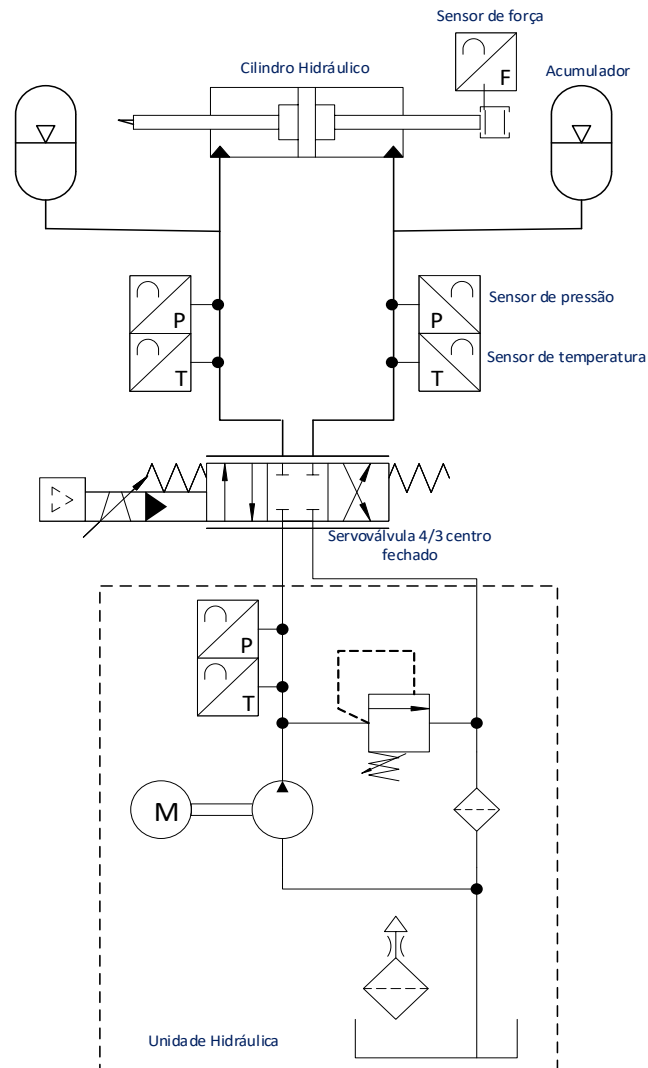 Sensor de força
Cilindro Hidráulico
F
Acumulador
P
P
Sensor de pressão
T
T
Sensor de temperatura
Servoválvula 4/3 centro
fechado
P
T
M
Unidade Hidráulica